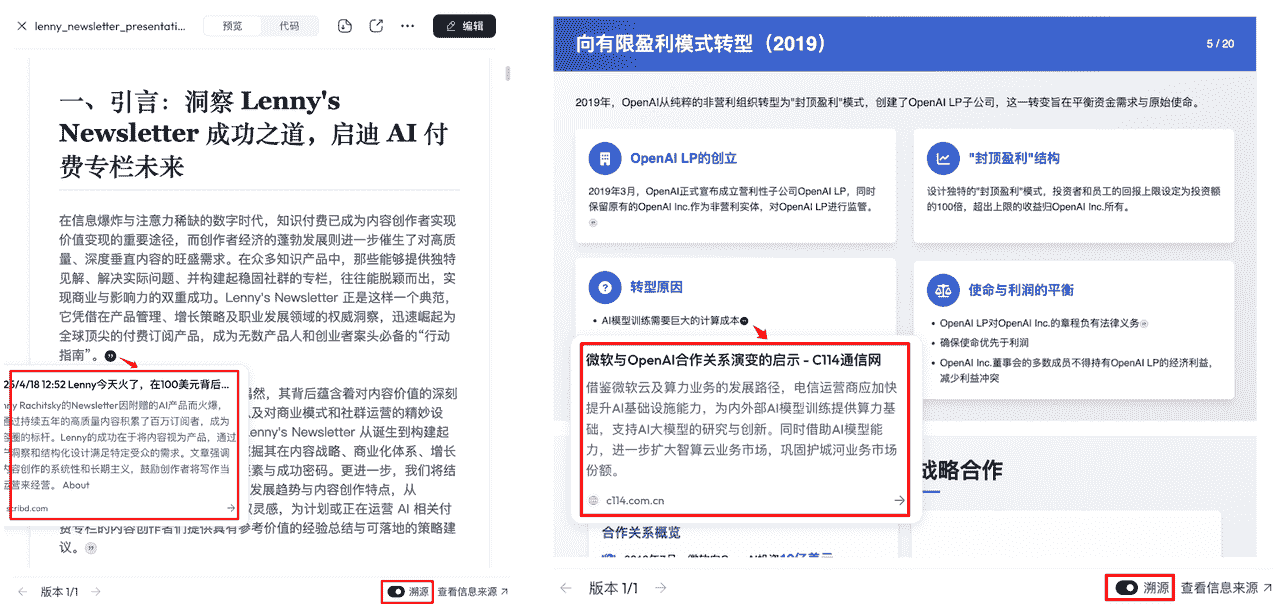 lenny_newsletter_presentati...
预览
代码
编辑
一、引言：洞察 Lenny's
Newsletter 成功之道，启迪 AI 付
费专栏未来
在信息爆炸与注意力稀缺的数字时代，知识付费已成为内容创作者实现
价值变现的重要途径，而创作者经济的蓬勃发展则进一步催生了对高质
量、深度垂直内容的旺盛需求。在众多知识产品中，那些能够提供独特
见解、解决实际问题、并构建起稳固社群的专栏，往往能脱颖而出，实
现商业与影响力的双重成功。Lenny's Newsletter 正是这样一个典范，
它凭借在产品管理、增长策略及职业发展领域的权威洞察，迅速崛起为
全球顶尖的付费订阅产品，成为无数产品人和创业者案头必备的“行动
指南”。
5/4/18 12:52 Lenny今天火了，在100美元背后...
ny Rachitsky的Newsletter因附赠的AI产品而火爆，
过持续五年的高质量内容积累了百万订阅者，成为
圈的标杆。Lenny的成功在于将内容视为产品，通过
洞察和结构化设计满足特定受众的需求。文章强调
内容创作的系统性和长期主义，鼓励创作者将写作当
运营来经营。 About
scribd.com
然，其背后蕴含着对内容价值的深刻
及对商业模式和社群运营的精妙设
enny's Newsletter 从诞生到构建起
掘其在内容战略、商业化体系、增长
素与成功密码。更进一步，我们将结
发展趋势与内容创作特点，从
灵感，为计划或正在运营 AI 相关付
费专栏的内容创作者们提供具有参考价值的经验总结与可落地的策略建
议。
版本 1/1
溯源
查看信息来源
向有限盈利模式转型（2019）
5 / 20
2019年，OpenAI从纯粹的非营利组织转型为"封顶盈利"模式，创建了OpenAI LP子公司，这一转变旨在平衡资金需求与原始使命。
OpenAI LP的创立
2019年3月，OpenAI正式宣布成立营利性子公司OpenAI LP，同时
保留原有的OpenAI Inc.作为非营利实体，对OpenAI LP进行监管。
"封顶盈利"结构
设计独特的"封顶盈利"模式，投资者和员工的回报上限设定为投资额
的100倍，超出上限的收益归OpenAI Inc.所有。
转型原因
• AI模型训练需要巨大的计算成本
使命与利润的平衡
• OpenAI LP对OpenAI Inc.的章程负有法律义务
• 确保使命优先于利润
• OpenAI Inc.董事会的多数成员不得持有OpenAI LP的经济利益，
减少利益冲突
微软与OpenAI合作关系演变的启示 - C114通信网
借鉴微软云及算力业务的发展路径，电信运营商应加快
提升AI基础设施能力，为内外部AI模型训练提供算力基
础，支持AI大模型的研究与创新。同时借助AI模型能
力，进一步扩大智算云业务市场，巩固护城河业务市场
份额。
c114.com.cn
战略合作
合作关系概览
版本 1/1
溯源
查看信息来源